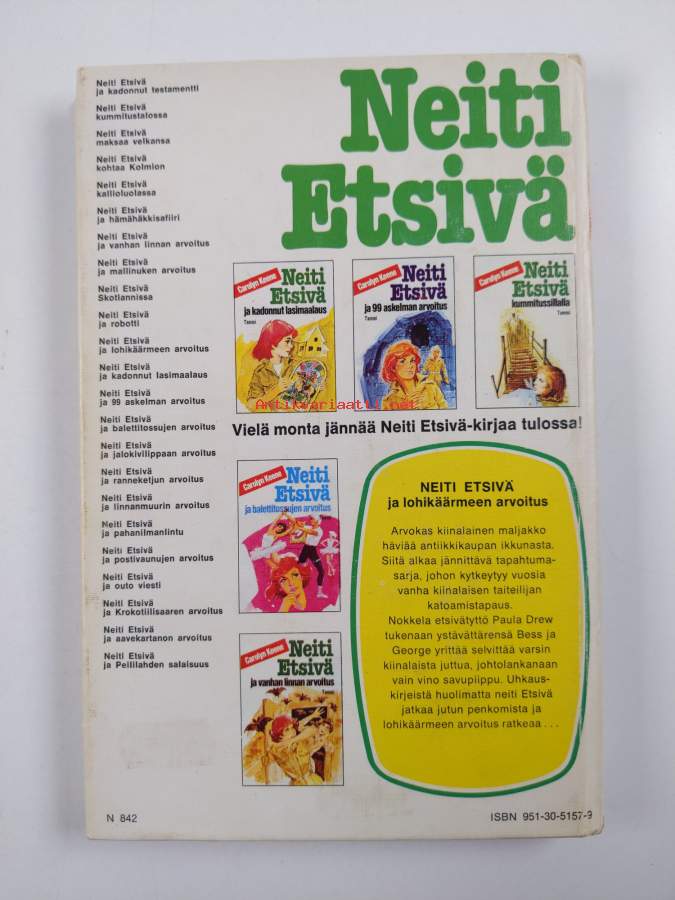 Neiti Etsivä
ja kadonnut testamentti
Neiti Etsivä
kummitustalossa
Neiti Etsivä
maksaa velkansa
Neiti Etsivä
kohtaa Kolmion
Neiti Etsivä
kallioluolassa
Neiti Etsivä
ja hämähäkkisafiiri
Neiti Etsivä
ja vanhan linnan arvoitus
Neiti Etsivä
ja mallinuken arvoitus
Neiti Etsivä
Skotlannissa
Neiti Etsivä
ja robotti
Neiti Etsivä
ja lohikäärmeen arvoitus
Neiti Etsivä
ja kadonnut lasimaalaus
Neiti Etsivä
ja 99 askelman arvoitus
Neiti Etsivä
ja balettitossujen arvoitus
Neiti Etsivä
ja jalokivilippaan arvoitus
Neiti Etsivä
ja ranneketjun arvoitus
Neiti Etsivä
ja linnanmuurin arvoitus
Neiti Etsivä
ja pahanilmanlintu
Neiti Etsivä
ja postivaunujen arvoitus
Neiti Etsivä
ja outo viesti
Neiti Etsivä
ja Krokotiilisaaren arvoitus
Neiti Etsivä
ja aavekartanon arvoitus
Neiti Etsivä
ja Peililahden salaisuus
Neiti
Etsivä
Carolyn Keene
Neiti
Etsivä
ja kadonnut lasimaalaus
Tammi
Carolyn Keene
Neiti
Etsivä
ja 99 askelman arvoitus
Tammi
Carolyn Keene
Neiti
Etsivä
kummitussillalla
Tammi
Antikvariaatti.net
Vielä monta jännää Neiti Etsivä-kirjaa tulossa!
Carolyn Keene
Neiti
Etsivä
ja balettitossujen arvoitus
Carolyn Keene
Neiti
Etsivä
ja vanhan linnan arvoitus
Tammi
NEITI ETSIVÄ
ja lohikäärmeen arvoitus
Arvokas kiinalainen maljakko
häviää antiikkikaupan ikkunasta.
Siitä alkaa jännittävä tapahtuma-
sarja, johon kytkeytyy vuosia
vanha kiinalaisen taiteilijan
katoamistapaus.
Nokkela etsivätyttö Paula Drew
tukenaan ystävättärensä Bess ja
George yrittää selvittää varsin
kiinalaista juttua, johtolankanaan
vain vino savupiippu. Uhkaus-
kirjeistä huolimatta neiti Etsivä
jatkaa jutun penkomista ja
lohikäärmeen arvoitus ratkeaa . . .
N 842
ISBN 951-30-5157-9